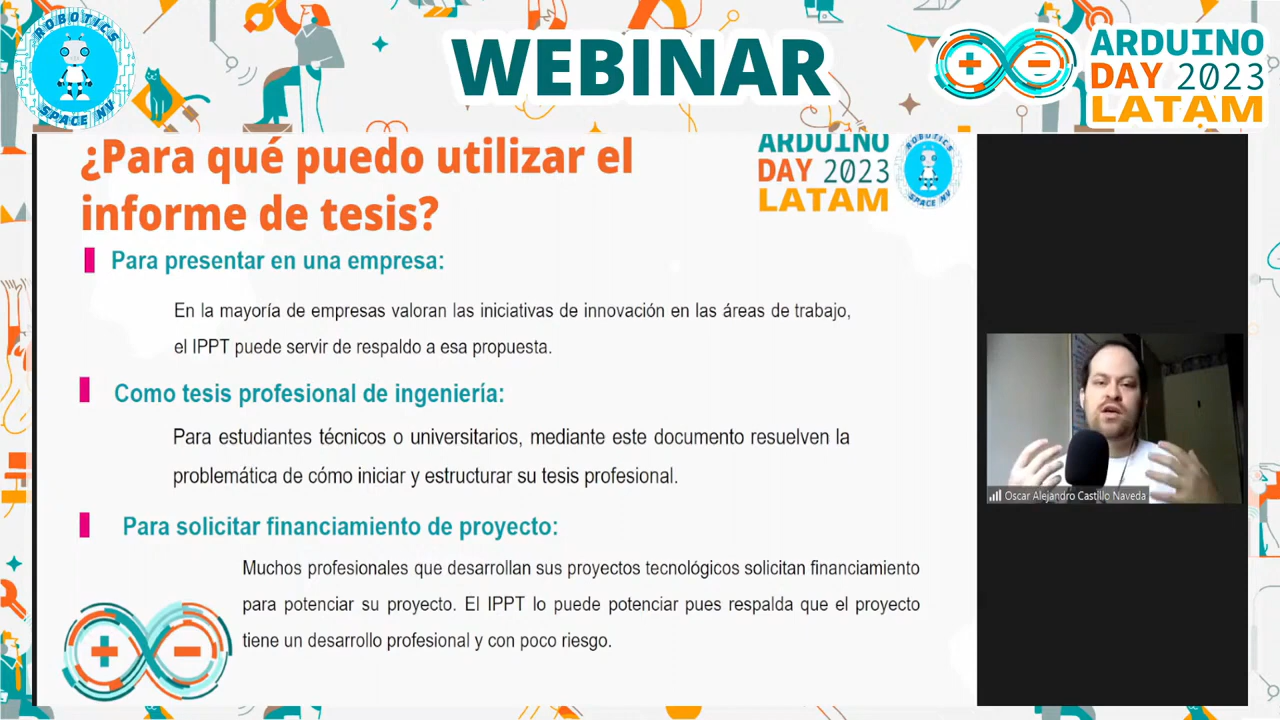 ROBOTICS
SPACE NV
WEBINAR
ARDUINO
DAY 2023
LATAM
¿Para qué puedo utilizar el
informe de tesis?
ARDUINO
DAY 2023
LATAM
ROBOTICS
SPACE NV
Para presentar en una empresa:
En la mayoría de empresas valoran las iniciativas de innovación en las áreas de trabajo,
el IPPT puede servir de respaldo a esa propuesta.
Como tesis profesional de ingeniería:
Para estudiantes técnicos o universitarios, mediante este documento resuelven la
problemática de cómo iniciar y estructurar su tesis profesional.
Para solicitar financiamiento de proyecto:
Muchos profesionales que desarrollan sus proyectos tecnológicos solicitan financiamiento
para potenciar su proyecto. El IPPT lo puede potenciar pues respalda que el proyecto
tiene un desarrollo profesional y con poco riesgo.
Oscar Alejandro Castillo Naveda